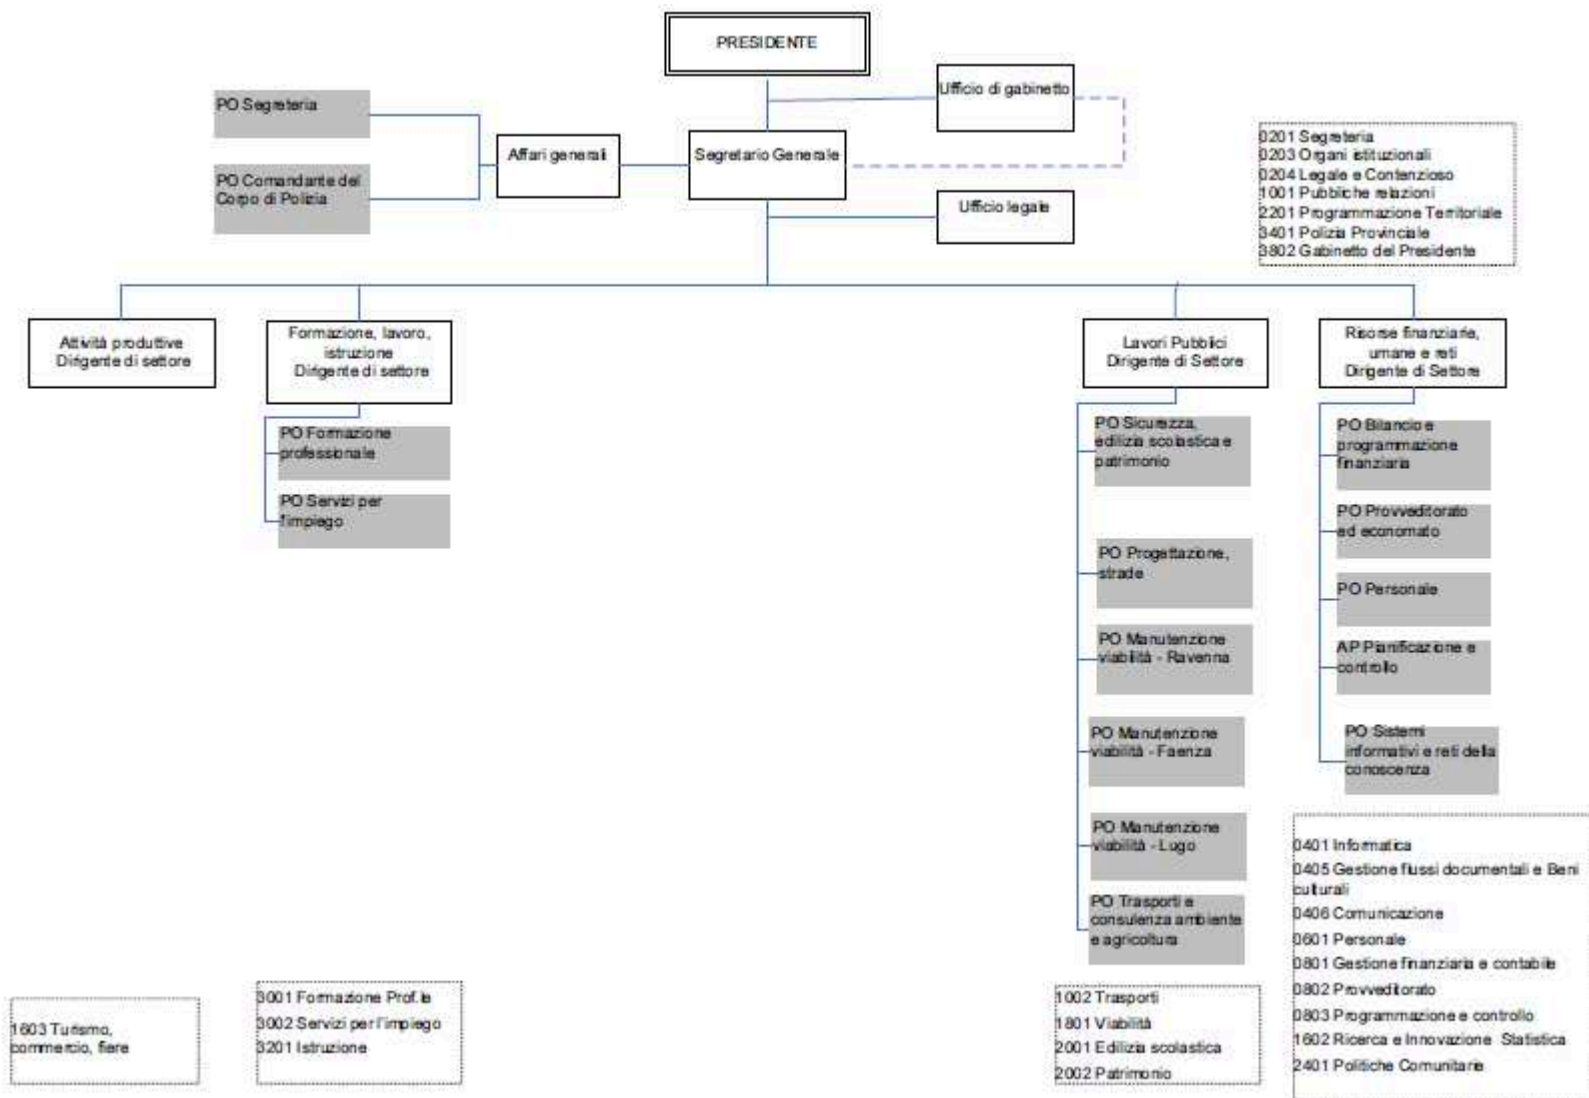 PRESIDENTE
Ufficio di gabinetto
PO Segreteria
Affari generali
Segretario Generale
PO Comandante del
Corpo di Polizia
Ufficio legale
0201 Segreteria
0203 Organi istituzionali
0204 Legale e Contenzioso
1001 Pubbliche relazioni
2201 Programmazione Territoriale
3401 Polizia Provinciale
3802 Gabinetto del Presidente
Attività produttive
Dirigente di settore
Formazione, lavoro,
istruzione
Dirigente di settore
Lavori Pubblici
Dirigente di Settore
Risorse finanziarie,
umane e reti
Dirigente di Settore
PO Formazione
professionale
PO Servizi per
l'impiego
PO Sicurezza,
edilizia scolastica e
patrimonio
PO Progettazione,
strade
PO Manutenzione
viabilità - Ravenna
PO Manutenzione
viabilità - Faenza
PO Manutenzione
viabilità - Lugo
PO Trasporti e
consulenza ambiente
e agricoltura
PO Bilancio e
programmazione
finanziaria
PO Provveditorato
ed economato
PO Personale
AP Pianificazione e
controllo
PO Sistemi
informativi e reti della
conoscenza
1603 Turismo,
commercio, fiere
3001 Formazione Prof.le
3002 Servizi per l'impiego
3201 Istruzione
1002 Trasporti
1801 Viabilità
2001 Edilizia scolastica
2002 Patrimonio
0401 Informatica
0405 Gestione flussi documentali e Beni
culturali
0406 Comunicazione
0601 Personale
0801 Gestione finanziaria e contabile
0802 Provveditorato
0803 Programmazione e controllo
1602 Ricerca e Innovazione Statistica
2401 Politiche Comunitarie